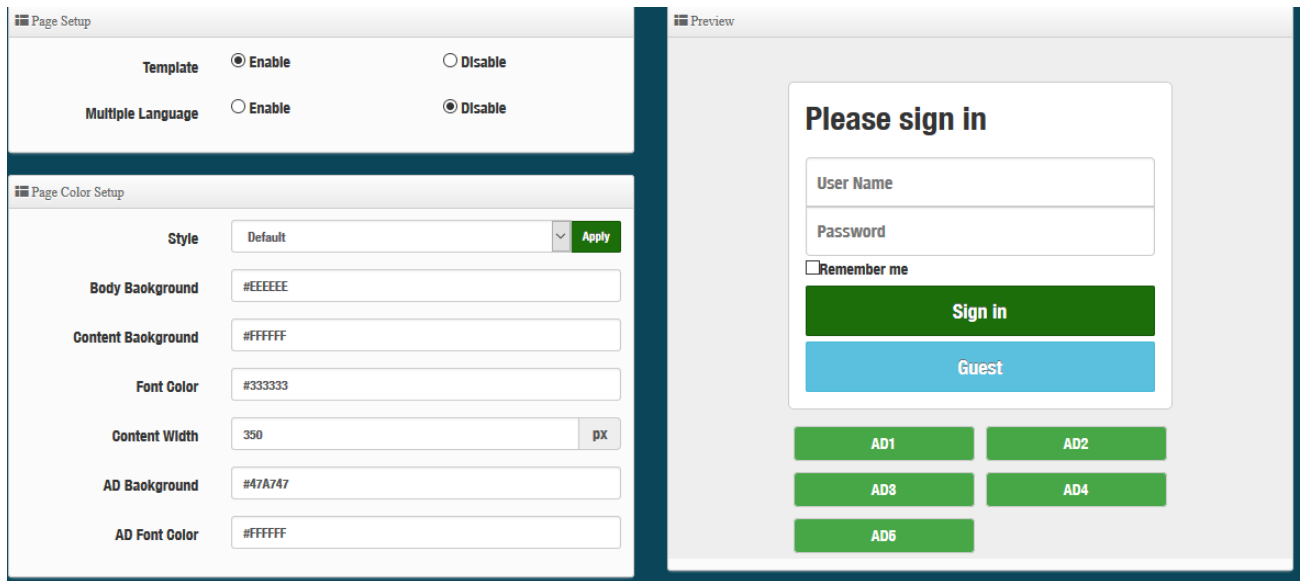 Page Setup
Template Enable Disable
Multiple Language Enable Disable
Page Color Setup
Style Default Apply
Body Background #EEEEEE
Content Background #FFFFFF
Font Color #333333
Content Width 350 px
AD Background #47A747
AD Font Color #FFFFFF
Preview
Please sign in
User Name
Password
Remember me
Sign in
Guest
AD1 AD2
AD3 AD4
AD5